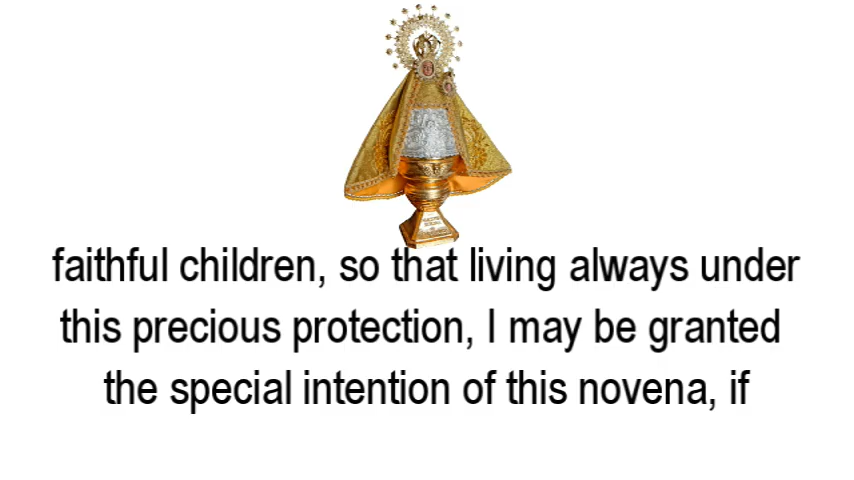 faithful children, so that living always under
this precious protection, I may be granted
the special intention of this novena, if